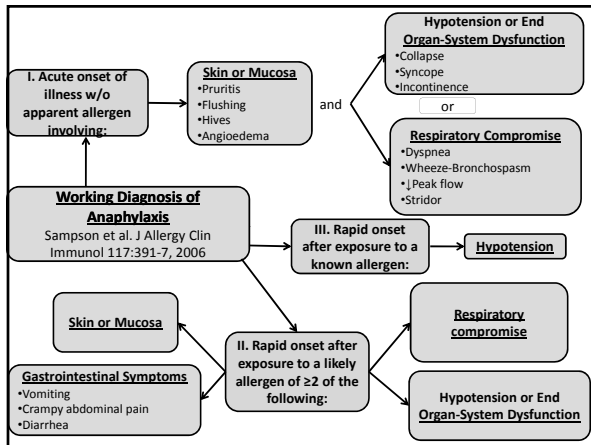 I. Acute onset of
illness w/o
apparent allergen
involving:
Skin or Mucosa
•Pruritis
•Flushing
•Hives
•Angioedema
and
Hypotension or End
Organ-System Dysfunction
•Collapse
•Syncope
•Incontinence
or
Respiratory Compromise
•Dyspnea
•Wheeze-Bronchospasm
•↓Peak flow
•Stridor
Working Diagnosis of
Anaphylaxis
Sampson et al. J Allergy Clin
Immunol 117:391-7, 2006
III. Rapid onset
after exposure to a
known allergen:
Hypotension
Skin or Mucosa
Gastrointestinal Symptoms
•Vomiting
•Crampy abdominal pain
•Diarrhea
II. Rapid onset after
exposure to a likely
allergen of ≥2 of the
following:
Respiratory
compromise
Hypotension or End
Organ-System Dysfunction